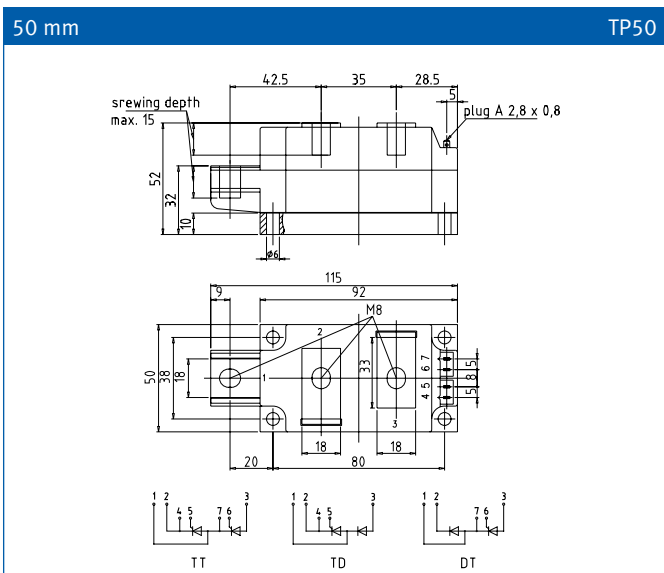 50 mm TP50
42.5 35 28.5
5
srewing depth
max. 15
plug A 2,8 x 0,8
52
32
10
ø6
115
9 92
M8
50
38
18
1
2
33
3
7
6
5
4
5
8
5
18 18
20 80
1 2 4 5 7 6 3
1 2 4 5 3
1 2 7 6 3
TT TD DT